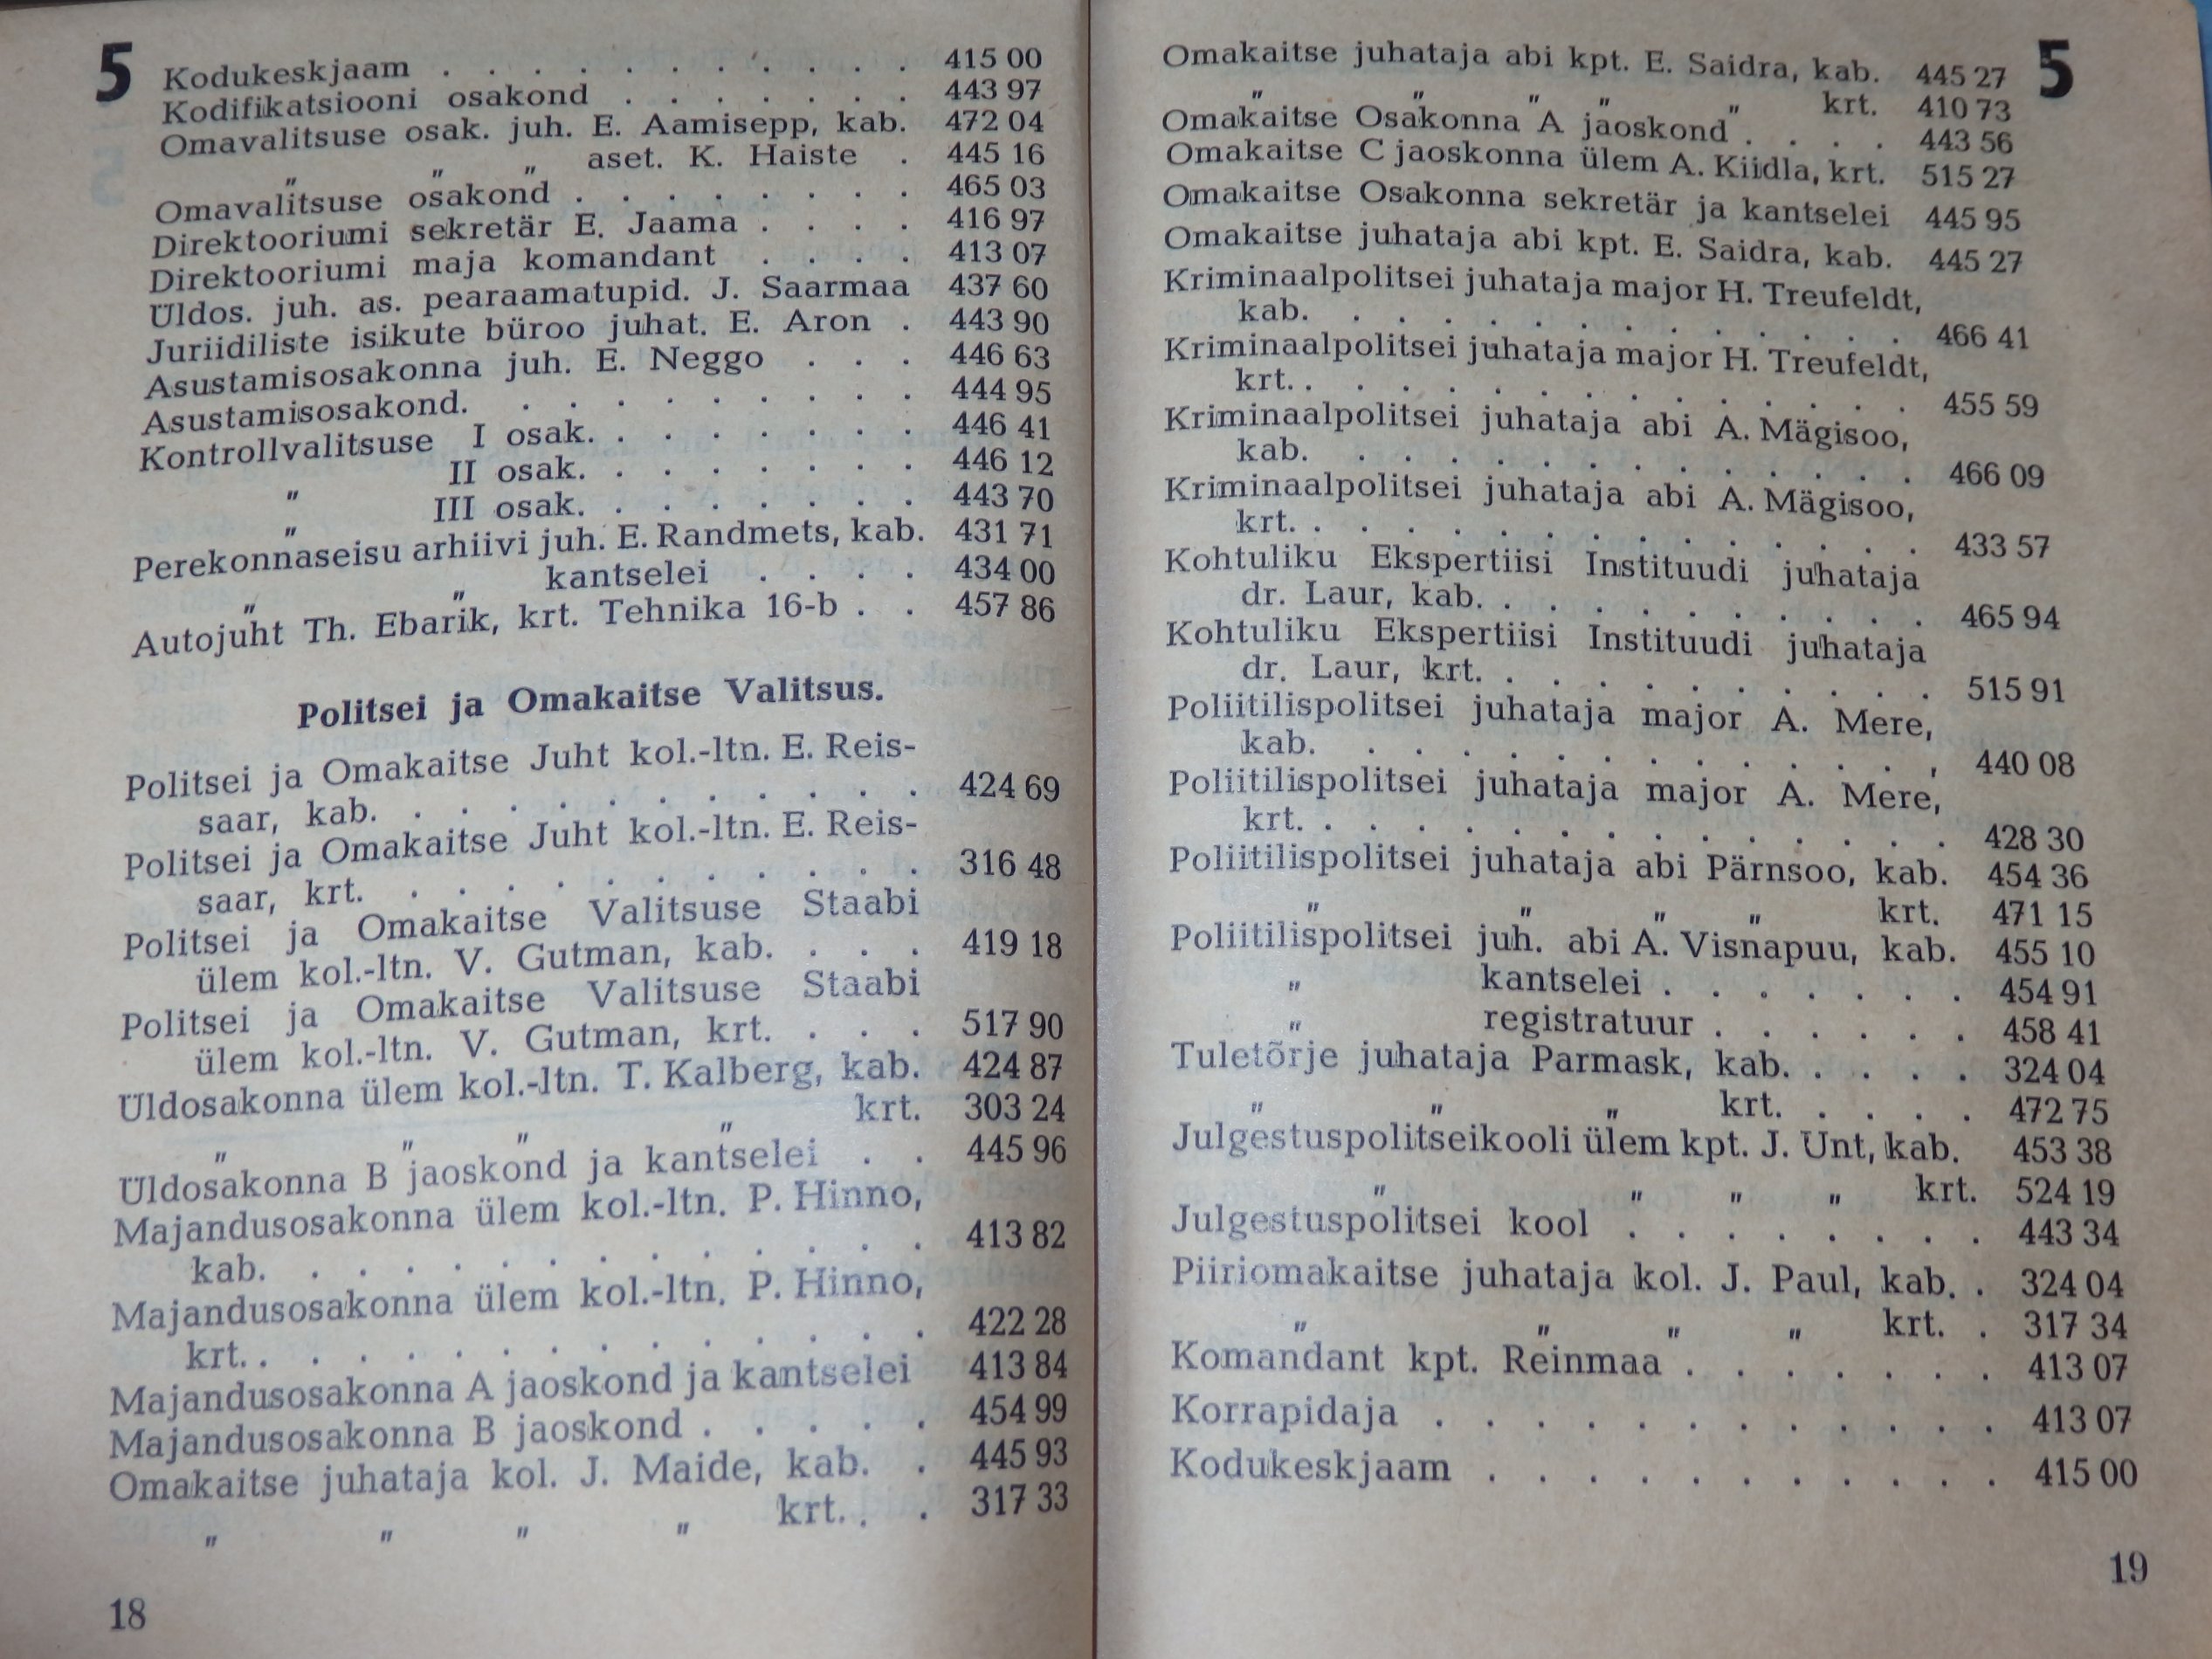 5
Kodukeskjaam . . . . . . . . . . . 415 00
Kodifikatsiooni osakond . . . . . . . 443 97
Omavalitsuse osak. juh. E. Aamisepp, kab. 472 04
" " " aset. K. Haiste . 445 16
Omavalitsuse osakond . . . . . . . . 465 03
Direktooriumi sekretär E. Jaama . . . . 416 97
Direktooriumi maja komandant . . . . 413 07
Üldos. juh. as. pearaamatupid. J. Saarmaa 437 60
Juriidiliste isikute büroo juhat. E. Aron . 443 90
Asustamisosakonna juh. E. Neggo . . . 446 63
Asustamisosakond. . . . . . . . . . 444 95
Kontrollvalitsuse I osak. . . . . . . . 446 41
" II osak. . . . . . . . 446 12
" III osak. . . . . . . . 443 70
Perekonnaseisu arhiivi juh. E. Randmets, kab. 431 71
" " kantselei . . . . 434 00
Autojuht Th. Ebarik, krt. Tehnika 16-b . . 457 86
Politsei ja Omakaitse Valitsus.
Politsei ja Omakaitse Juht kol.-ltn. E. Reis-
saar, kab. . . . . . . . . . . . 424 69
Politsei ja Omakaitse Juht kol.-ltn. E. Reis-
saar, krt. . . . . . . . . . . . 316 48
Politsei ja Omakaitse Valitsuse Staabi
ülem kol.-ltn. V. Gutman, kab. . . . 419 18
Politsei ja Omakaitse Valitsuse Staabi
ülem kol.-ltn. V. Gutman, krt. . . . 517 90
Üldosakonna ülem kol.-ltn. T. Kalberg, kab. 424 87
" " " " krt. 303 24
Üldosakonna B jaoskond ja kantselei . . 445 96
Majandusosakonna ülem kol.-ltn. P. Hinno,
kab. . . . . . . . . . . . . 413 82
Majandusosakonna ülem kol.-ltn. P. Hinno,
krt. . . . . . . . . . . . . . 422 28
Majandusosakonna A jaoskond ja kantselei 413 84
Majandusosakonna B jaoskond . . . . . 454 99
Omakaitse juhataja kol. J. Maide, kab. . 445 93
" " " " krt. . . 317 33
18
5
Omakaitse juhataja abi kpt. E. Saidra, kab. 445 27
" " " " " krt. 410 73
Omakaitse Osakonna A jaoskond . . . . 443 56
Omakaitse C jaoskonna ülem A. Kiidla, krt. 515 27
Omakaitse Osakonna sekretär ja kantselei 445 95
Omakaitse juhataja abi kpt. E. Saidra, kab. 445 27
Kriminaalpolitsei juhataja major H. Treufeldt,
kab. . . . . . . . . . . . . . 466 41
Kriminaalpolitsei juhataja major H. Treufeldt,
krt. . . . . . . . . . . . . . . 455 59
Kriminaalpolitsei juhataja abi A. Mägisoo,
kab. . . . . . . . . . . . . . 466 09
Kriminaalpolitsei juhataja abi A. Mägisoo,
krt. . . . . . . . . . . . . . . 433 57
Kohtuliku Ekspertiisi Instituudi juhataja
dr. Laur, kab. . . . . . . . . . . 465 94
Kohtuliku Ekspertiisi Instituudi juhataja
dr. Laur, krt. . . . . . . . . . . 515 91
Poliitilispolitsei juhataja major A. Mere,
kab. . . . . . . . . . . . . . 440 08
Poliitilispolitsei juhataja major A. Mere,
krt. . . . . . . . . . . . . . . 428 30
Poliitilispolitsei juhataja abi Pärnsoo, kab. 454 36
" " " " krt. 471 15
Poliitilispolitsei juh. abi A. Visnapuu, kab. 455 10
" kantselei . . . . . . . 454 91
" registratuur . . . . . . 458 41
Tuletõrje juhataja Parmask, kab. . . . . 324 04
" " " krt. . . . . 472 75
Julgestuspolitseikooli ülem kpt. J. Unt, kab. 453 38
" " " " krt. 524 19
Julgestuspolitsei kool . . . . . . . . 443 34
Piiriomakaitse juhataja kol. J. Paul, kab. . 324 04
" " " " krt. . 317 34
Komandant kpt. Reinmaa . . . . . . . 413 07
Korrapidaja . . . . . . . . . . . . 413 07
Kodukeskjaam . . . . . . . . . . . 415 00
19